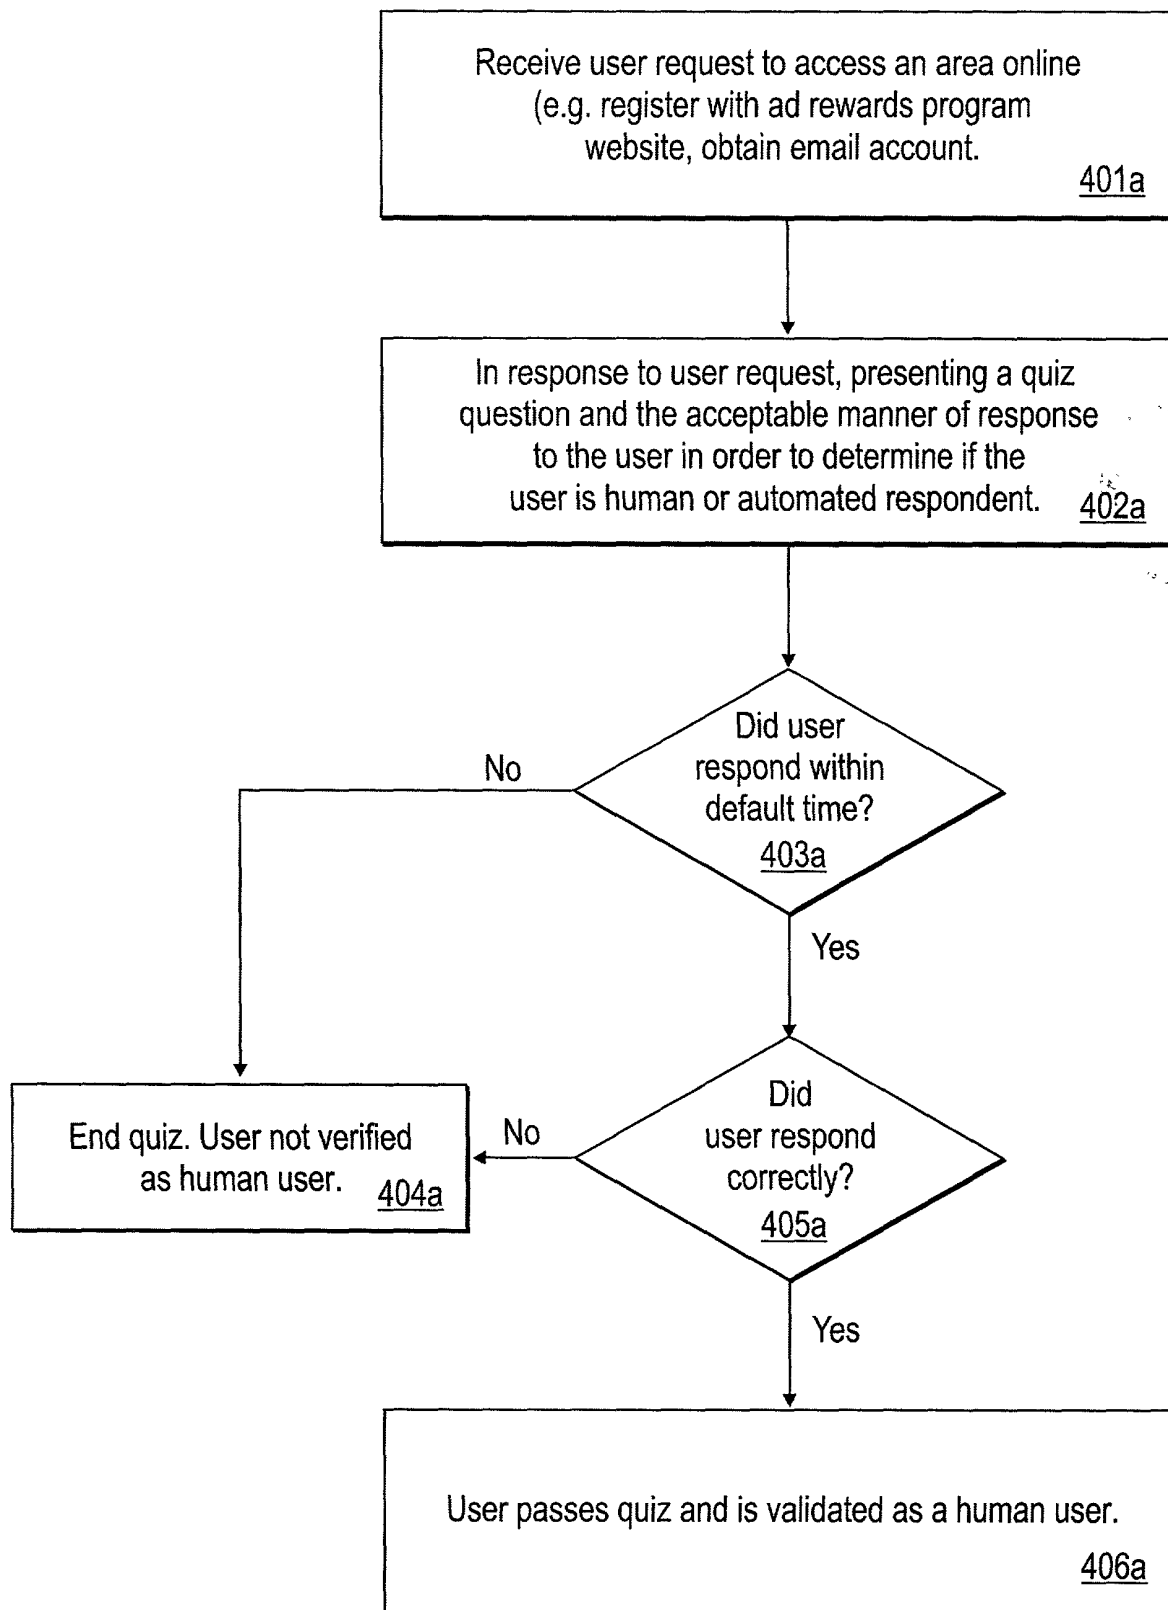 Receive user request to access an area online
(e.g. register with ad rewards program
website, obtain email account.
401a
In response to user request, presenting a quiz
question and the acceptable manner of response
to the user in order to determine if the
user is human or automated respondent.
402a
Did user
respond within
default time?
403a
No
Yes
Did
user respond
correctly?
405a
No
End quiz. User not verified
as human user.
404a
Yes
User passes quiz and is validated as a human user.
406a